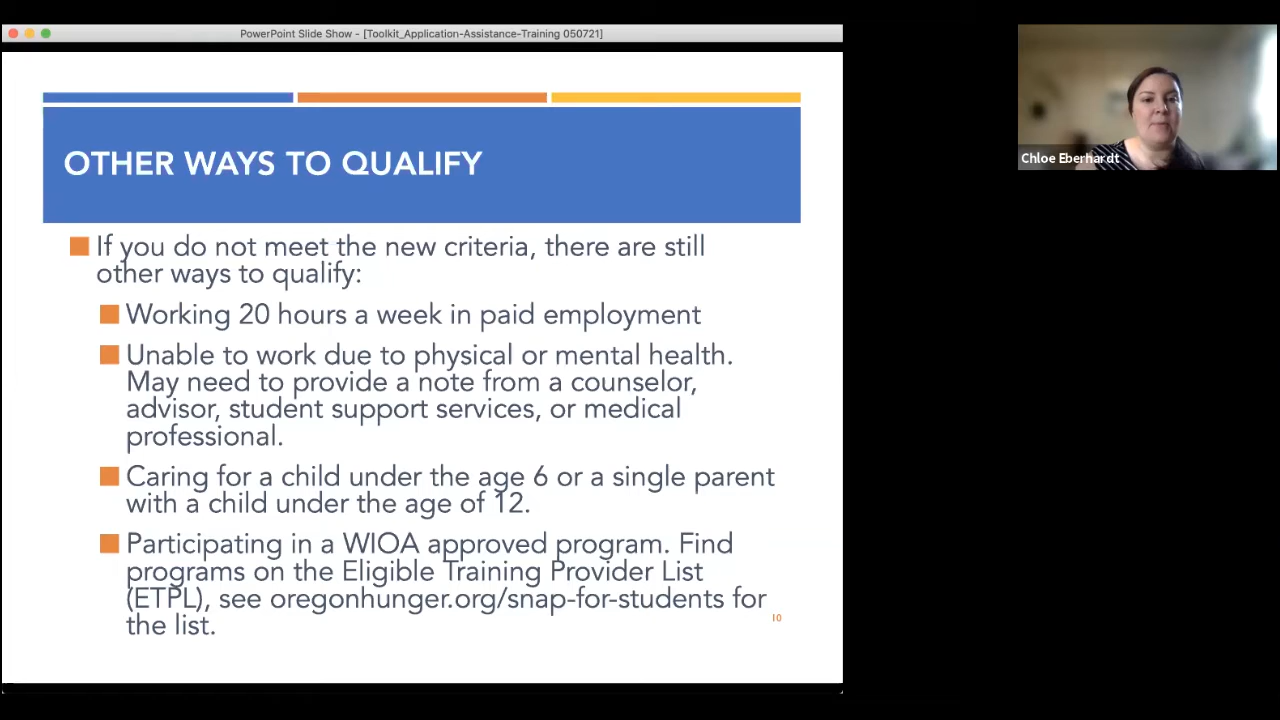 PowerPoint Slide Show - [Toolkit_Application-Assistance-Training 050721]
OTHER WAYS TO QUALIFY
If you do not meet the new criteria, there are still
other ways to qualify:
Working 20 hours a week in paid employment
Unable to work due to physical or mental health.
May need to provide a note from a counselor,
advisor, student support services, or medical
professional.
Caring for a child under the age 6 or a single parent
with a child under the age of 12.
Participating in a WIOA approved program. Find
programs on the Eligible Training Provider List
(ETPL), see oregonhunger.org/snap-for-students for
the list.
10
Chloe Eberhardt